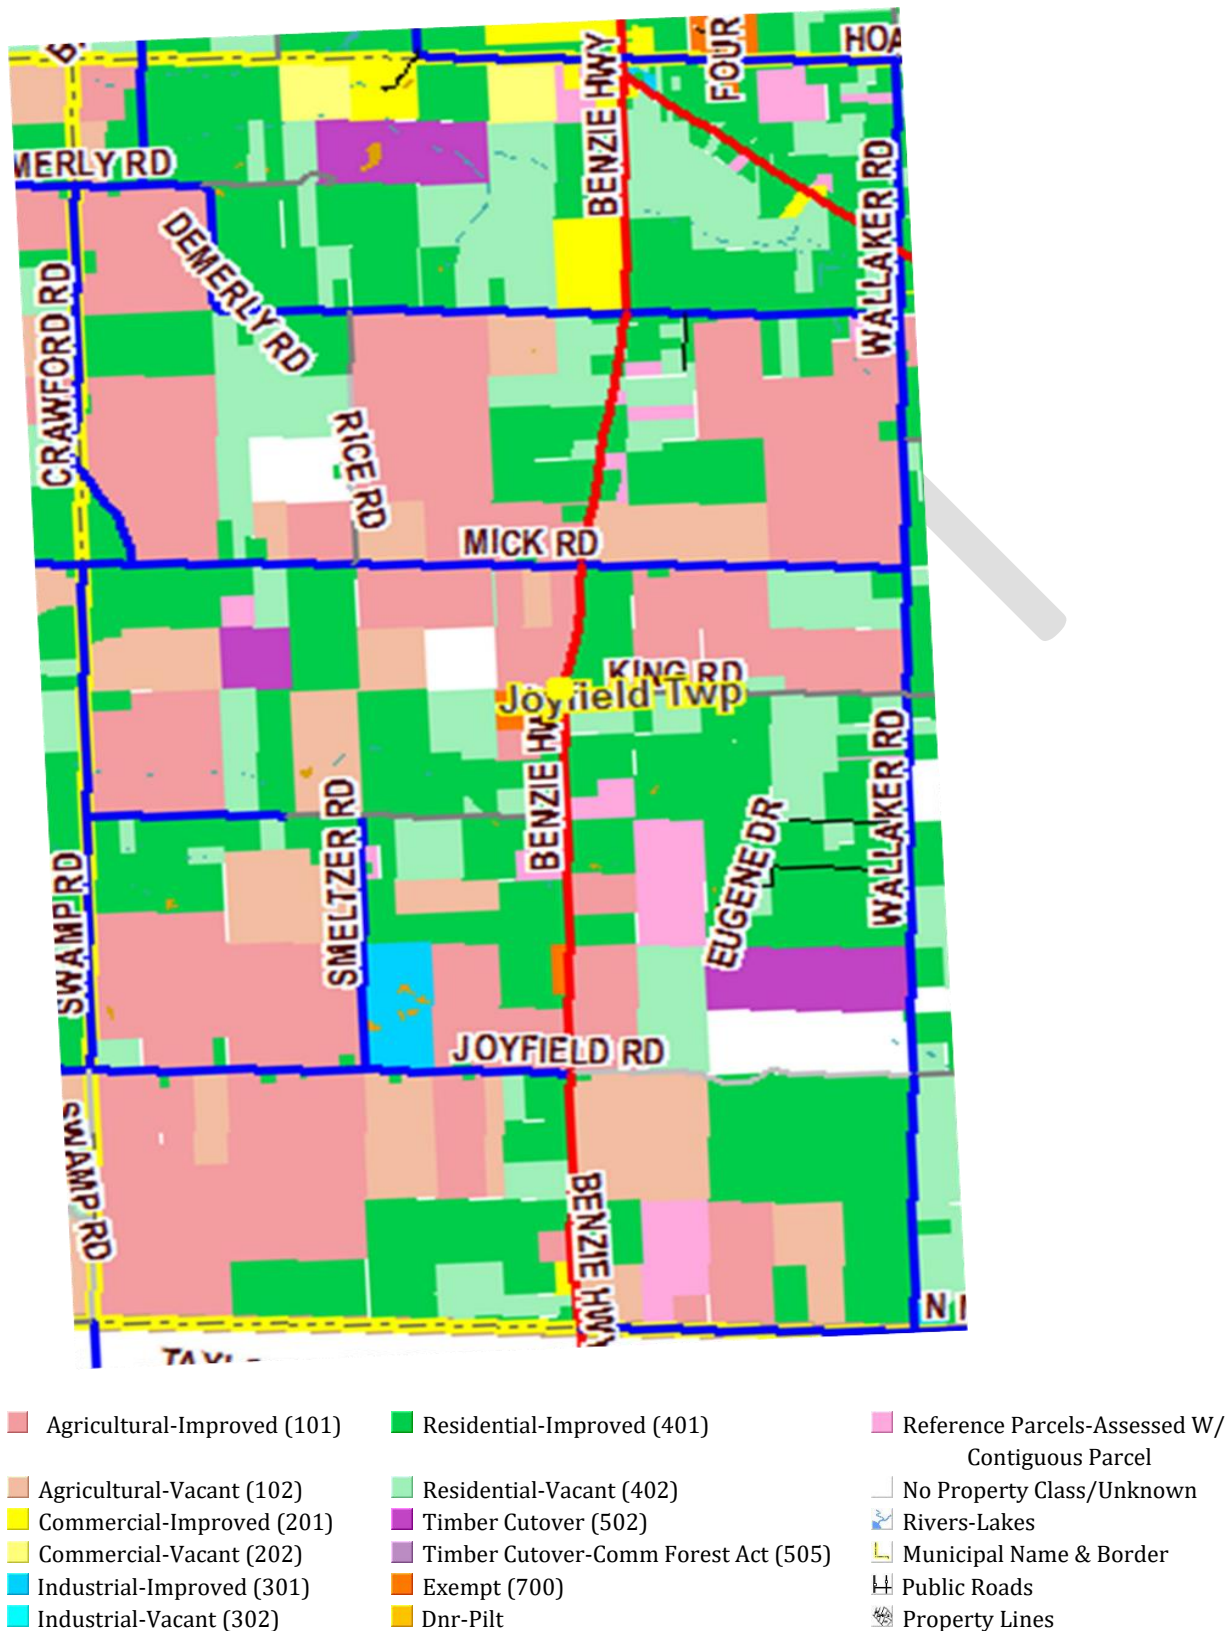 HOA
FOUR
BENZIE HWY
MERLY RD
WALLAKER RD
DEMERLY RD
CRAWFORD RD
RICE RD
MICK RD
KING RD
Joyfield Twp
BENZIE HW
WALLAKER RD
SMELTZER RD
EUGENE DR
SWAMP RD
JOYFIELD RD
SWAMP RD
BENZIE HWY
N
Agricultural-Improved (101)
Residential-Improved (401)
Reference Parcels-Assessed W/
Contiguous Parcel
Agricultural-Vacant (102)
Residential-Vacant (402)
No Property Class/Unknown
Commercial-Improved (201)
Timber Cutover (502)
Rivers-Lakes
Commercial-Vacant (202)
Timber Cutover-Comm Forest Act (505)
Municipal Name & Border
Industrial-Improved (301)
Exempt (700)
Public Roads
Industrial-Vacant (302)
Dnr-Pilt
Property Lines